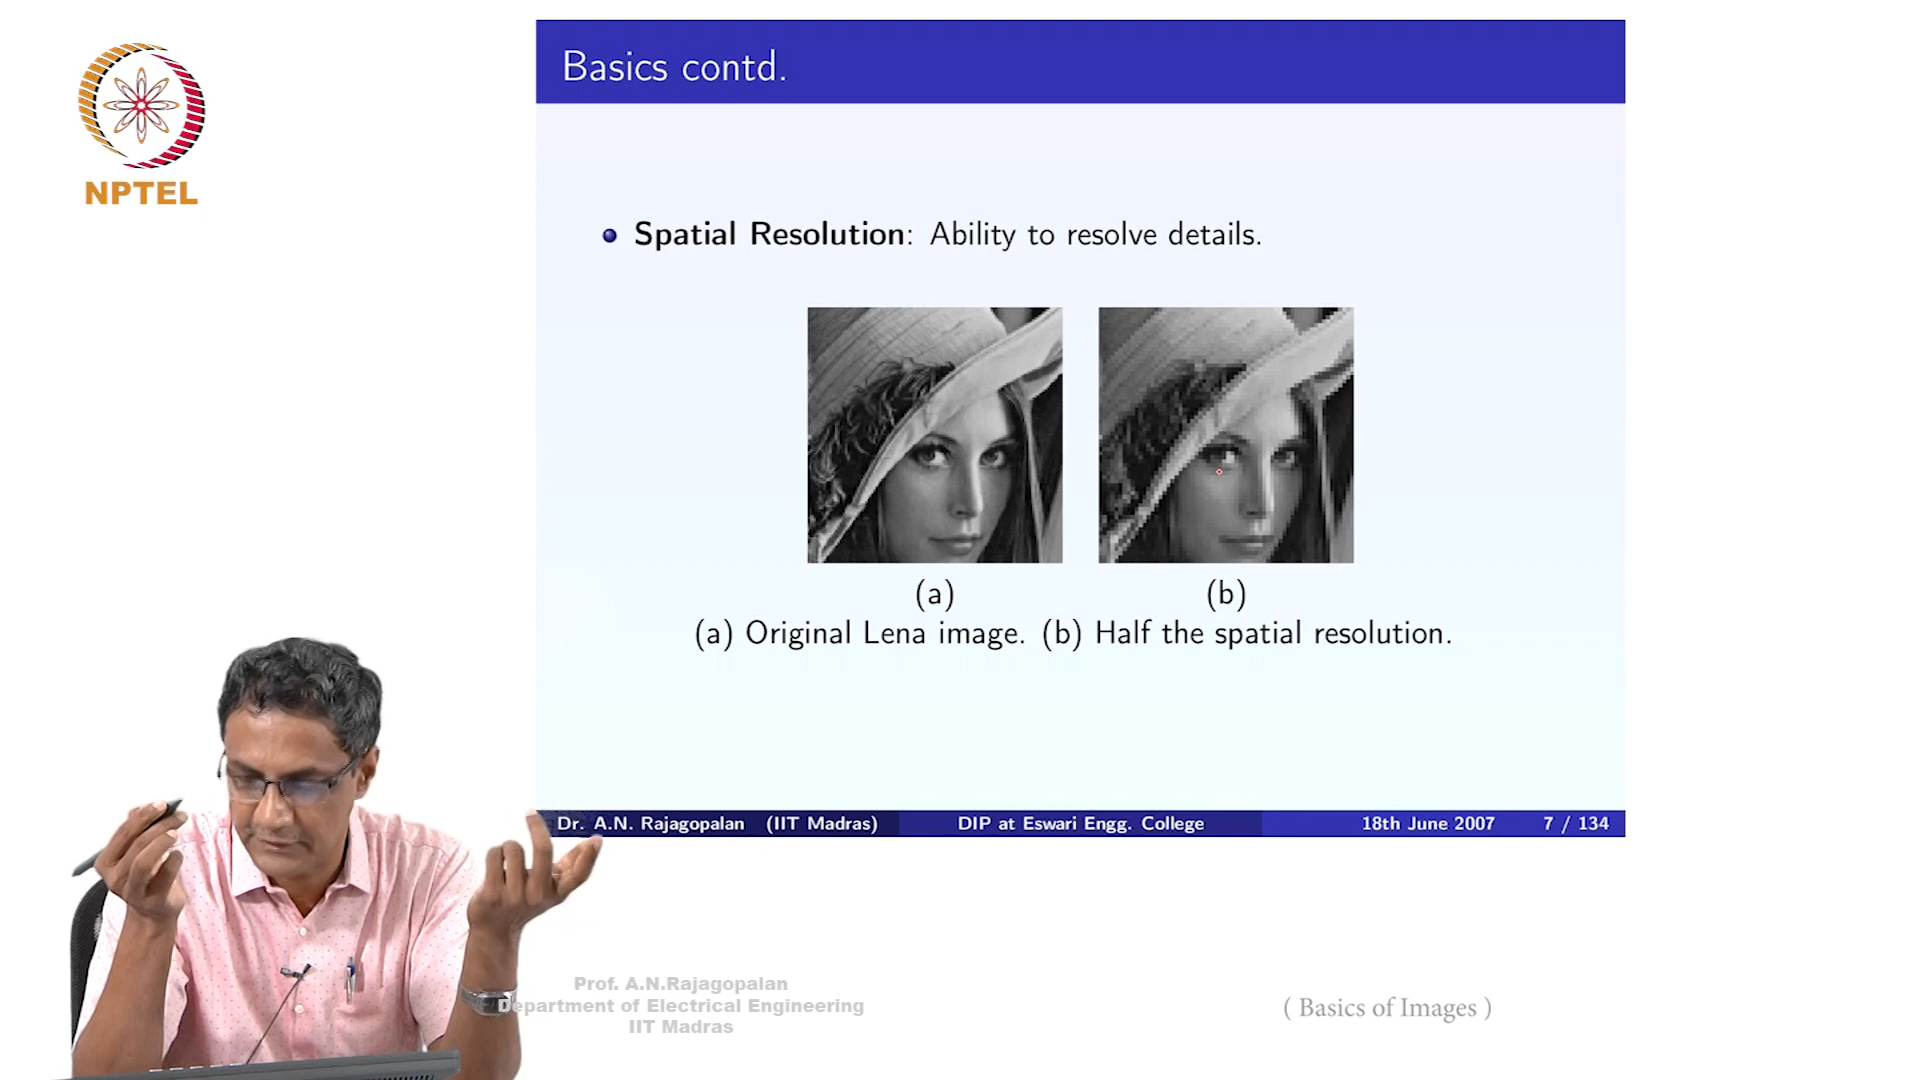 NPTEL
Basics contd.
Spatial Resolution: Ability to resolve details.
(a) (b)
(a) Original Lena image. (b) Half the spatial resolution.
Dr. A.N. Rajagopalan (IIT Madras) DIP at Eswari Engg. College 18th June 2007 7 / 134
Prof. A.N.Rajagopalan
Department of Electrical Engineering
IIT Madras
( Basics of Images )